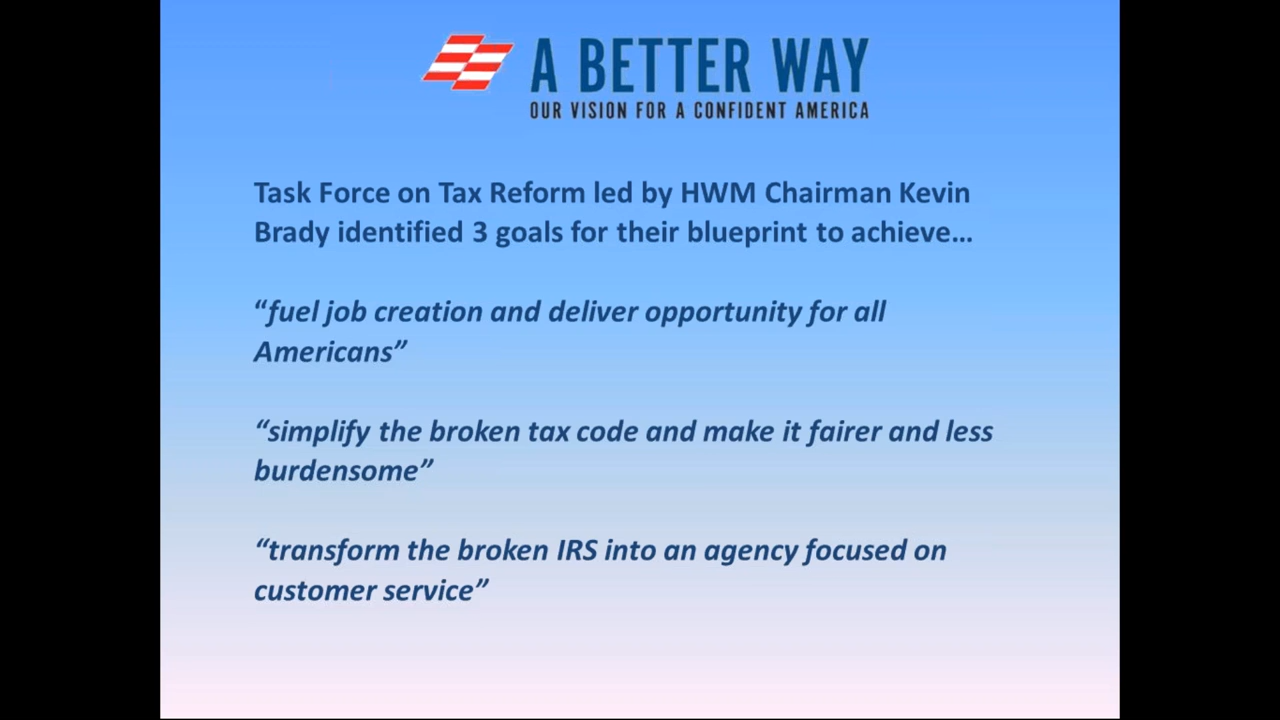 A BETTER WAY
OUR VISION FOR A CONFIDENT AMERICA
Task Force on Tax Reform led by HWM Chairman Kevin
Brady identified 3 goals for their blueprint to achieve…
“fuel job creation and deliver opportunity for all
Americans”
“simplify the broken tax code and make it fairer and less
burdensome”
“transform the broken IRS into an agency focused on
customer service”